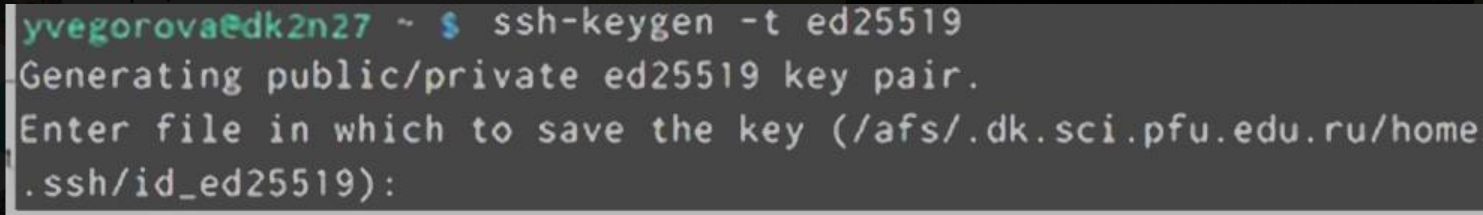 yvegorova@dk2n27 ~ $ ssh-keygen -t ed25519
Generating public/private ed25519 key pair.
Enter file in which to save the key (/afs/.dk.sci.pfu.edu.ru/home
.ssh/id_ed25519):